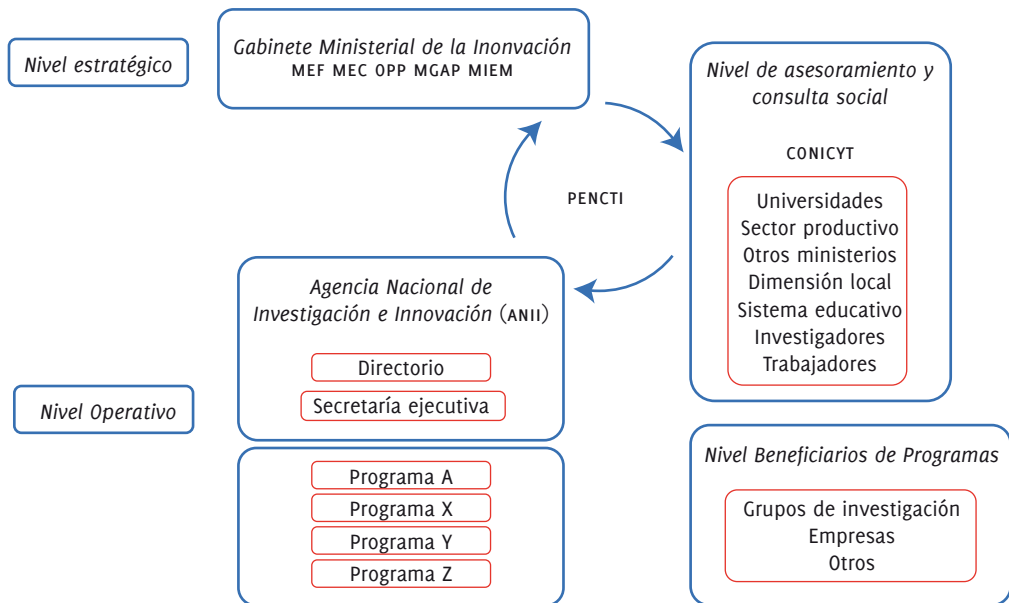 Nivel estratégico
Gabinete Ministerial de la Inonvación
MEF MEC OPP MGAP MIEM
Nivel de asesoramiento y
consulta social
CONICYT
Universidades
Sector productivo
Otros ministerios
Dimensión local
Sistema educativo
Investigadores
Trabajadores
PENCTI
Agencia Nacional de
Investigación e Innovación (ANII)
Directorio
Secretaría ejecutiva
Nivel Operativo
Programa A
Programa X
Programa Y
Programa Z
Nivel Beneficiarios de Programas
Grupos de investigación
Empresas
Otros